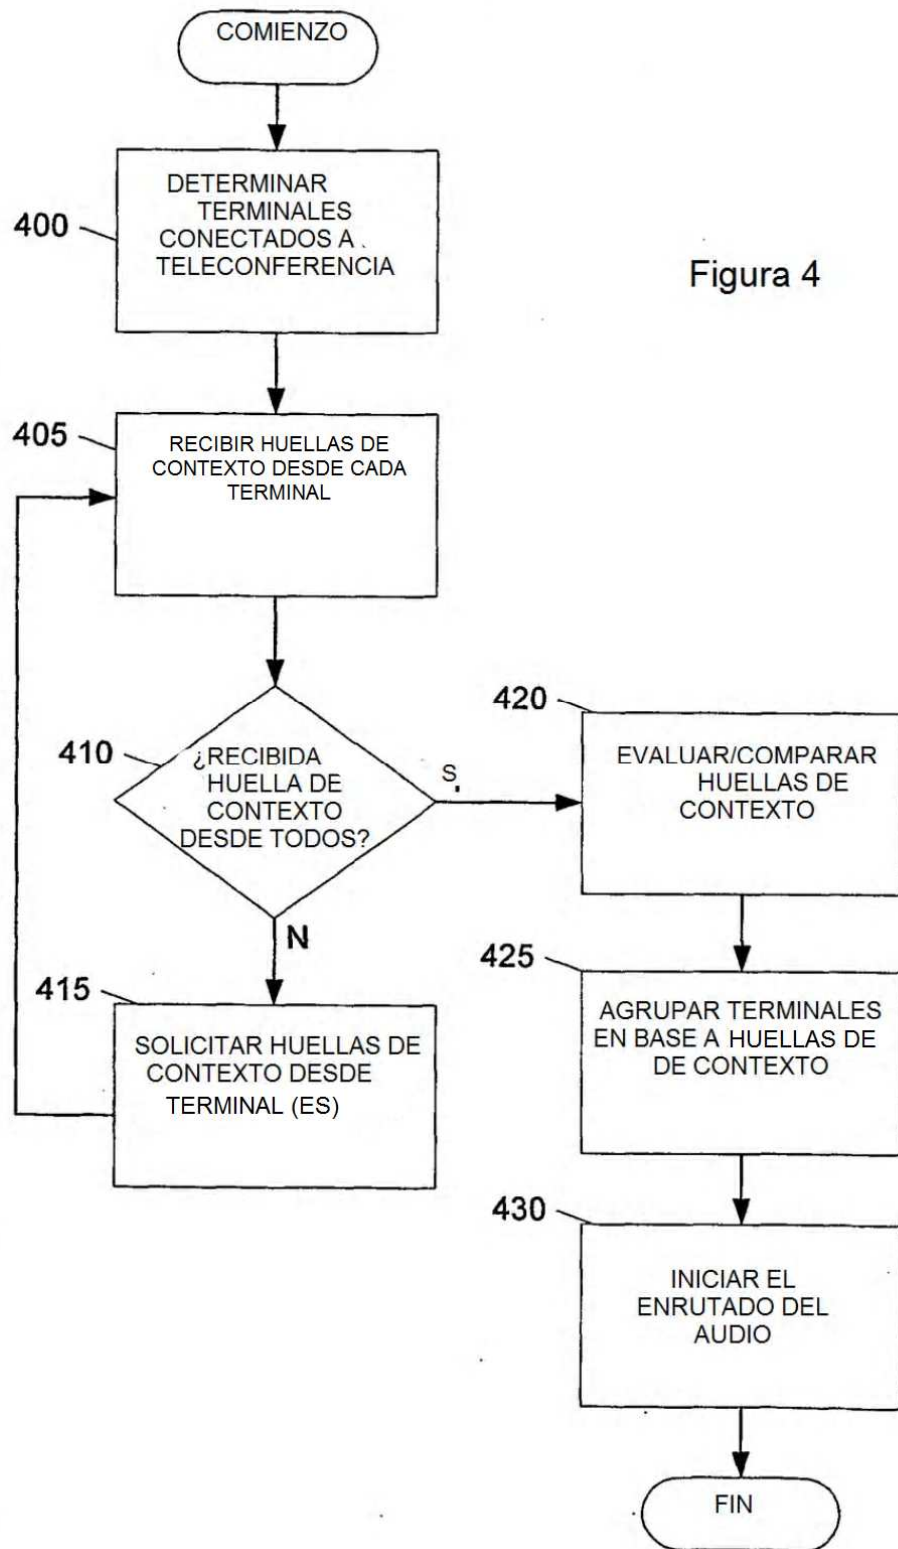 COMIENZO
400
DETERMINAR
TERMINALES
CONECTADOS A
TELECONFERENCIA
Figura 4
405
RECIBIR HUELLAS DE
CONTEXTO DESDE CADA
TERMINAL
410
¿RECIBIDA
HUELLA DE
CONTEXTO
DESDE TODOS?
S
N
415
SOLICITAR HUELLAS DE
CONTEXTO DESDE
TERMINAL (ES)
420
EVALUAR/COMPARAR
HUELLAS DE
CONTEXTO
425
AGRUPAR TERMINALES
EN BASE A HUELLAS DE
DE CONTEXTO
430
INICIAR EL
ENRUTADO DEL
AUDIO
FIN